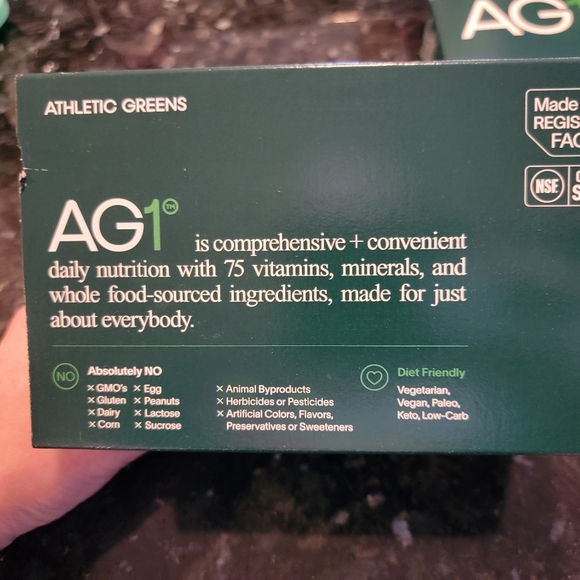 AG
ATHLETIC GREENS
Made
REGIS
FAC
NSF
AG1™ is comprehensive + convenient
daily nutrition with 75 vitamins, minerals, and
whole food-sourced ingredients, made for just
about everybody.
NO
Absolutely NO
× GMO's × Egg × Animal Byproducts
× Gluten × Peanuts × Herbicides or Pesticides
× Dairy × Lactose × Artificial Colors, Flavors,
× Corn × Sucrose Preservatives or Sweeteners
Diet Friendly
Vegetarian,
Vegan, Paleo,
Keto, Low-Carb